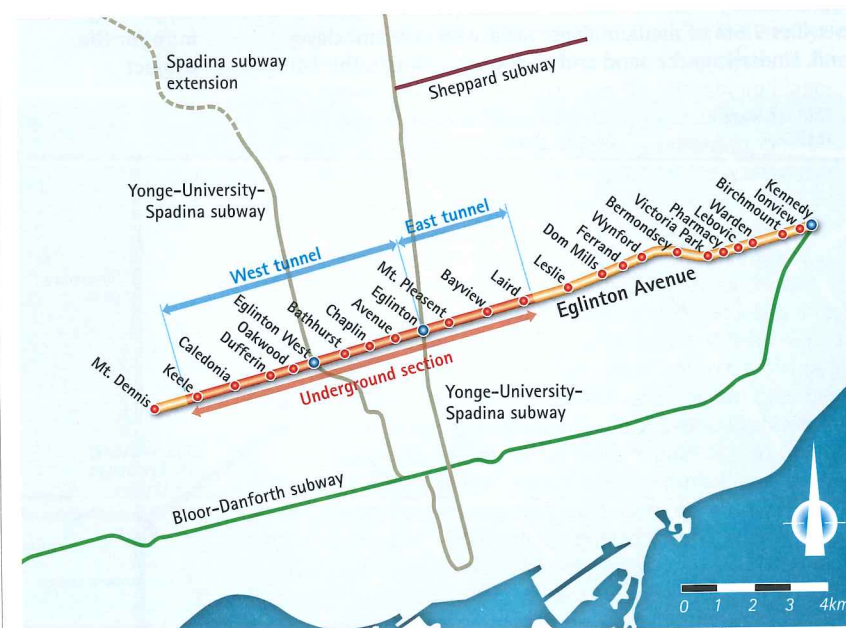 Spadina subway
extension
Sheppard subway
Yonge-University-
Spadina subway
West tunnel
East tunnel
Mt. Dennis
Keele
Caledonia
Dufferin
Oakwood
Eglinton West
Bathhurst
Chaplin
Avenue
Eglinton
Mt. Pleasant
Bayview
Laird
Leslie
Dom Mills
Ferrand
Wynford
Bermondsey
Victoria Park
Pharmacy
Lebovic
Warden
Birchmount
Ionview
Kennedy
Eglinton Avenue
Underground section
Yonge-University-
Spadina subway
Bloor-Danforth subway
0 1 2 3 4km